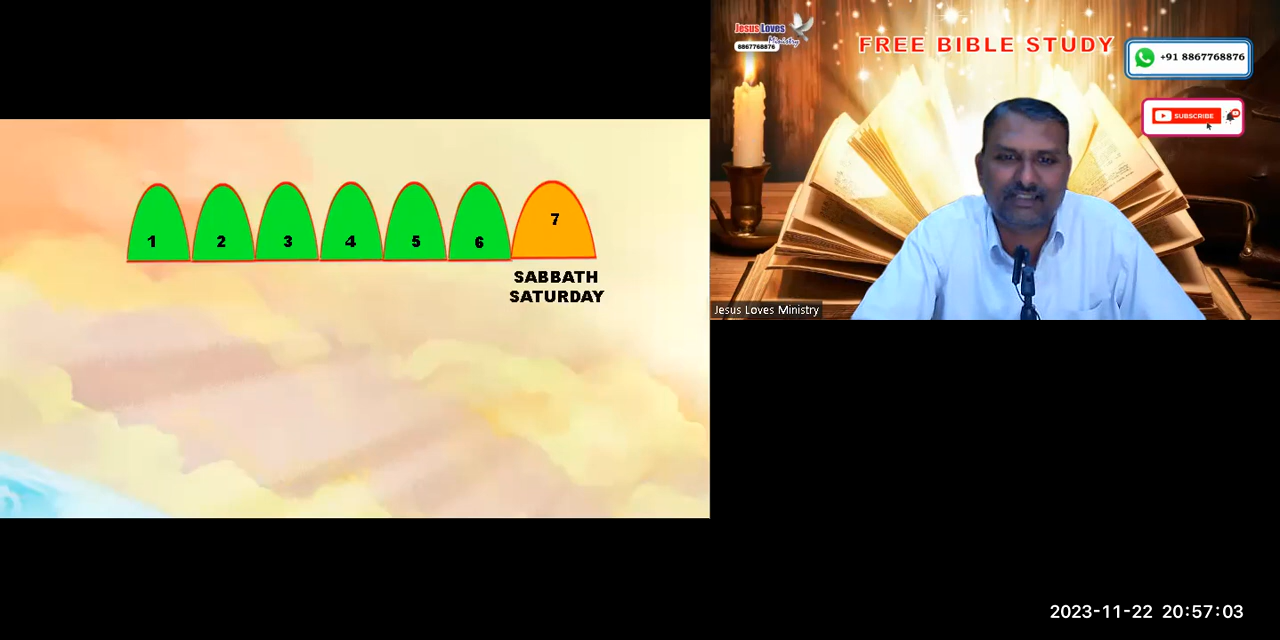 1 2 3 4 5 6 7
SABBATH
SATURDAY
Jesus Loves
Ministry
8867768876
FREE BIBLE STUDY
+91 8867768876
SUBSCRIBE
Jesus Loves Ministry
2023-11-22 20:57:03